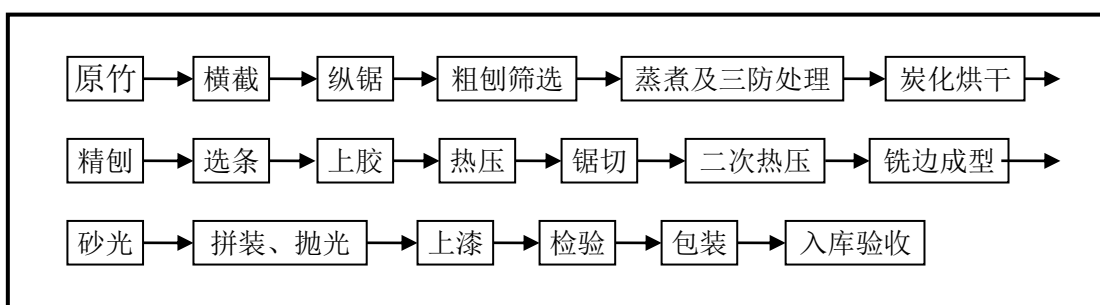 原竹 横截 纵锯 粗刨筛选 蒸煮及三防处理 炭化烘干
精刨 选条 上胶 热压 锯切 二次热压 铣边成型
砂光 拼装、抛光 上漆 检验 包装 入库验收